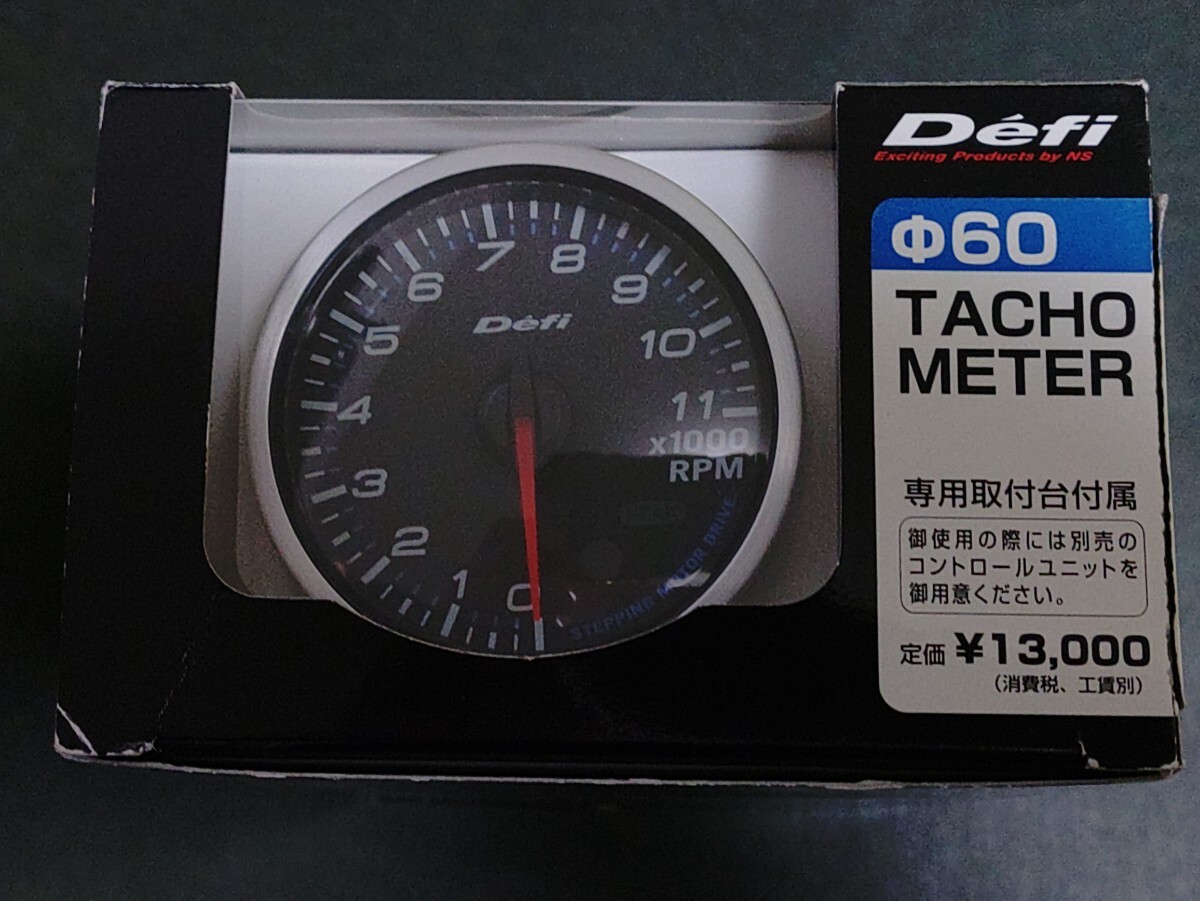 Défi
Exciting Products by NS
Φ60
TACHO
METER
専用取付台付属
御使用の際には別売の
コントロールユニットを
御用意ください。
定価 ¥13,000
(消費税、工賃別)
0
1
2
3
4
5
6
7
8
9
10
11
Défi
x1000
RPM
STEPPING MOTOR DRIVE